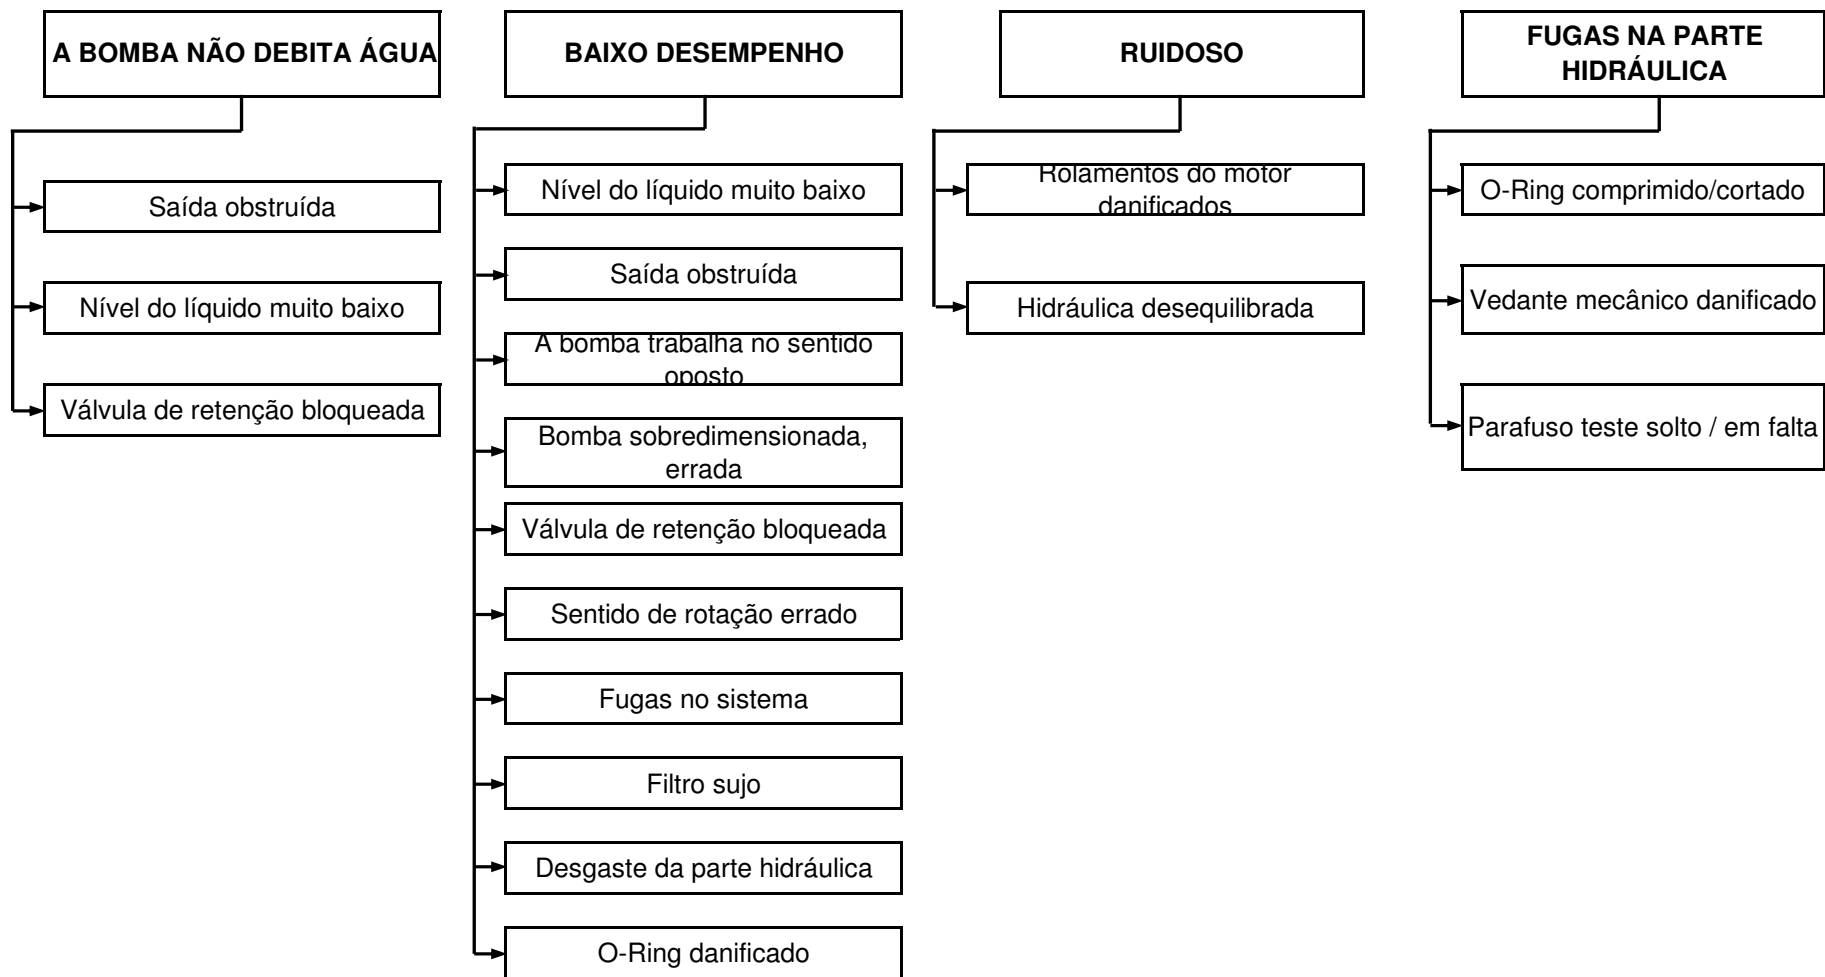 A BOMBA NÃO DEBITA ÁGUA
Saída obstruída
Nível do líquido muito baixo
Válvula de retenção bloqueada
BAIXO DESEMPENHO
Nível do líquido muito baixo
Saída obstruída
A bomba trabalha no sentido
oposto
Bomba sobredimensionada,
errada
Válvula de retenção bloqueada
Sentido de rotação errado
Fugas no sistema
Filtro sujo
Desgaste da parte hidráulica
O-Ring danificado
RUIDOSO
Rolamentos do motor
danificados
Hidráulica desequilibrada
FUGAS NA PARTE
HIDRÁULICA
O-Ring comprimido/cortado
Vedante mecânico danificado
Parafuso teste solto / em falta